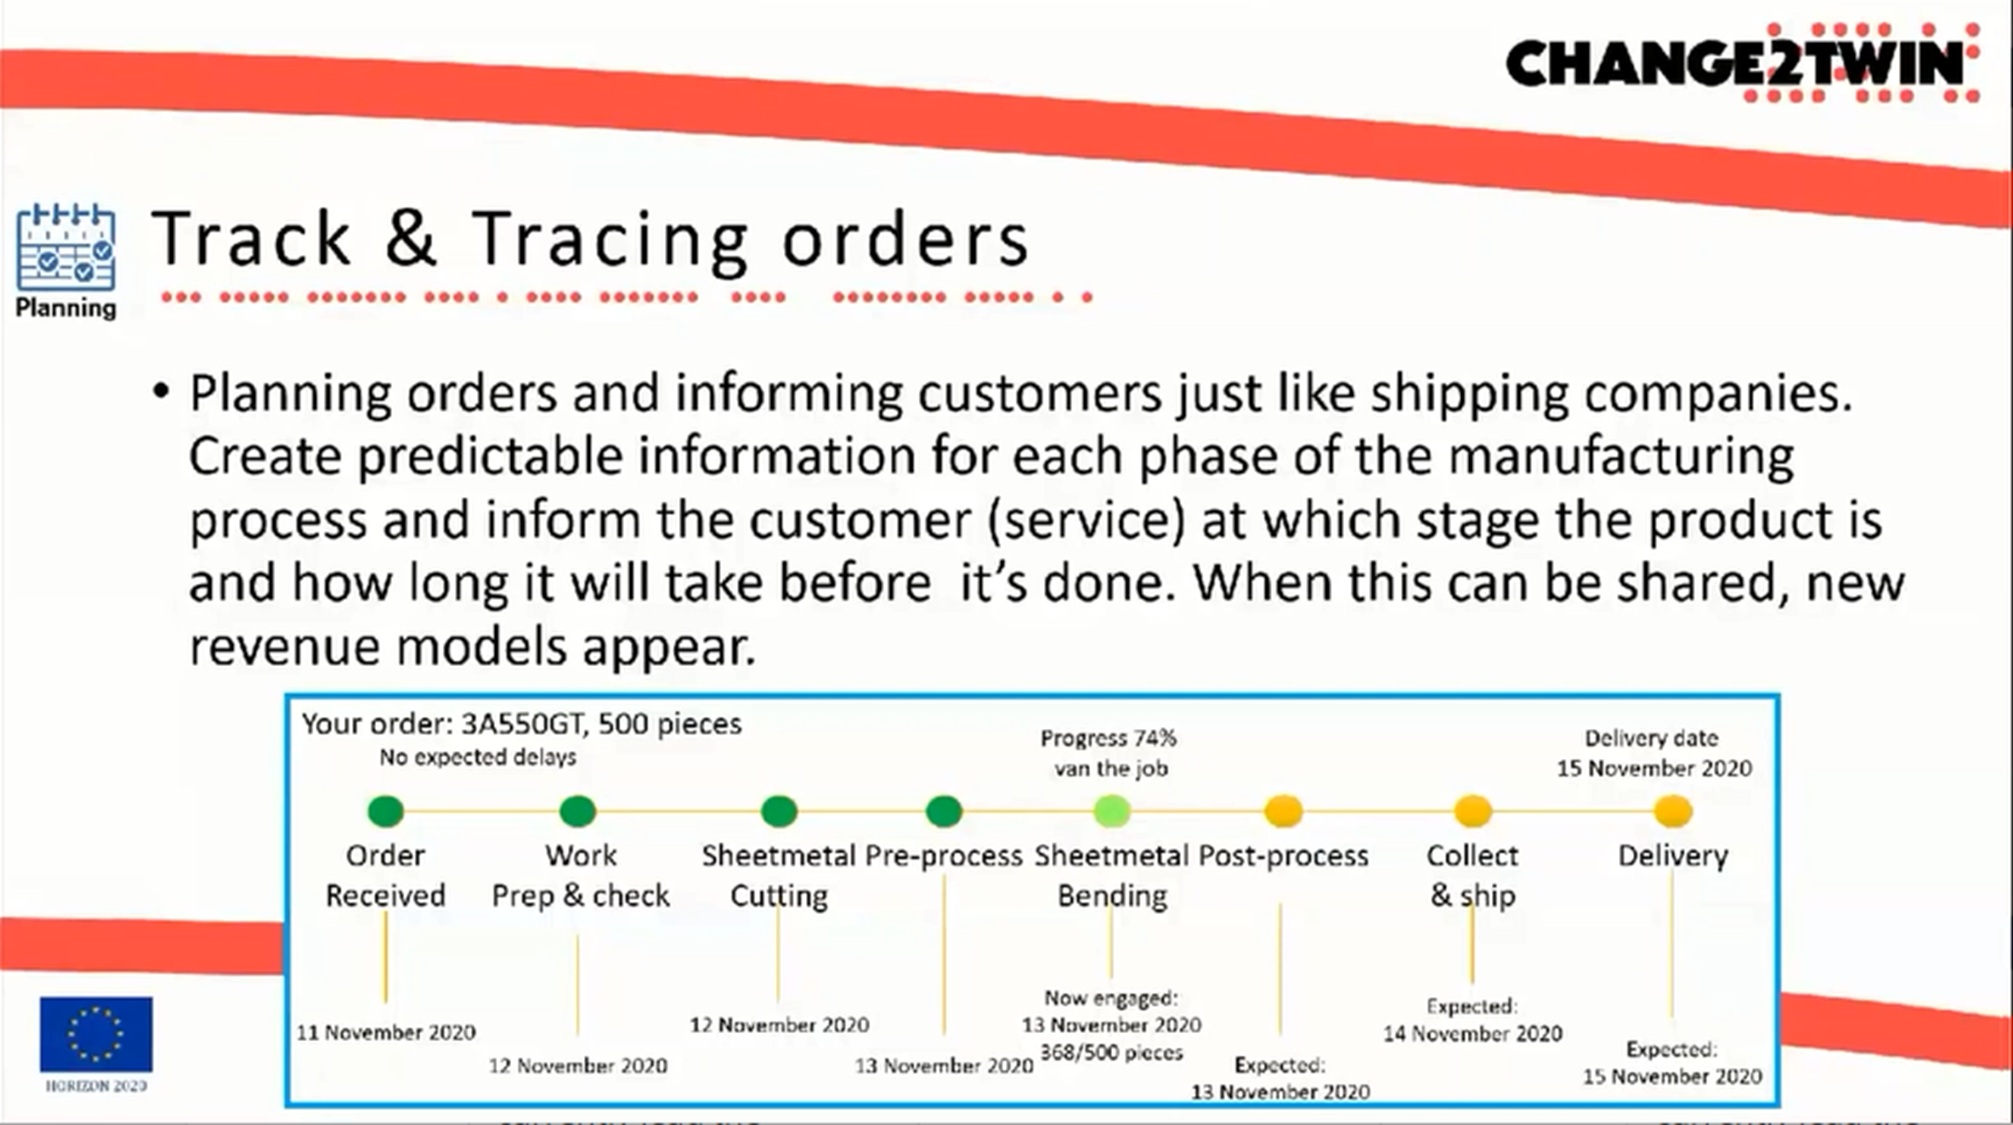 CHANGE2TWIN
Track & Tracing orders
Planning
• Planning orders and informing customers just like shipping companies.
Create predictable information for each phase of the manufacturing
process and inform the customer (service) at which stage the product is
and how long it will take before  it’s done. When this can be shared, new
revenue models appear.
Your order: 3A550GT, 500 pieces
No expected delays
Progress 74%
van the job
Delivery date
15 November 2020
Order
Received
Work
Prep & check
Sheetmetal
Cutting
Pre-process
Sheetmetal
Bending
Post-process
Collect
& ship
Delivery
11 November 2020
12 November 2020
12 November 2020
13 November 2020
Now engaged:
13 November 2020
368/500 pieces
Expected:
13 November 2020
Expected:
14 November 2020
Expected:
15 November 2020
HORIZON 2020